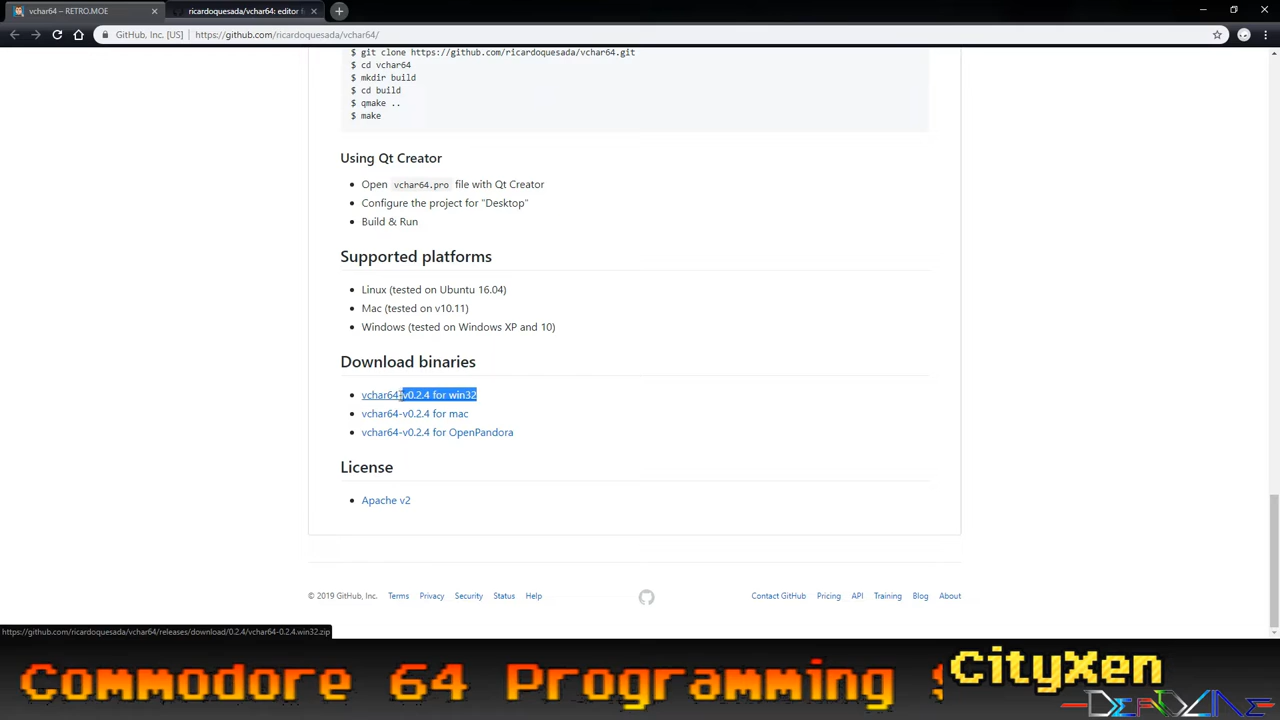 vchar64 – RETRO.MOE
ricardoquesada/vchar64: editor f
GitHub, Inc. [US]
https://github.com/ricardoquesada/vchar64/
$ git clone https://github.com/ricardoquesada/vchar64.git
$ cd vchar64
$ mkdir build
$ cd build
$ qmake ..
$ make
Using Qt Creator
Open vchar64.pro file with Qt Creator
Configure the project for "Desktop"
Build & Run
Supported platforms
Linux (tested on Ubuntu 16.04)
Mac (tested on v10.11)
Windows (tested on Windows XP and 10)
Download binaries
vchar64-v0.2.4 for win32
vchar64-v0.2.4 for mac
vchar64-v0.2.4 for OpenPandora
License
Apache v2
© 2019 GitHub, Inc. Terms Privacy Security Status Help
Contact GitHub Pricing API Training Blog About
https://github.com/ricardoquesada/vchar64/releases/download/0.2.4/vchar64-0.2.4.win32.zip
Commodore 64 Programming
CityXen
DEADLINE